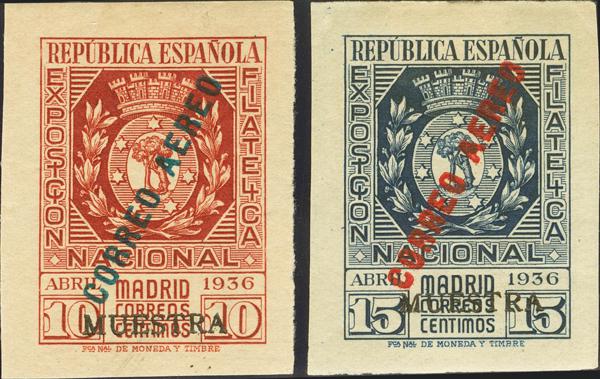 REPÚBLICA ESPAÑOLA
EXPOSICION
FILATELICA
CORREO AEREO
NACIONAL
ABRIL MADRID 1936
10 CORREOS 10
MUESTRA
CENTIMOS
FCA NAL DE MONEDA Y TIMBRE
REPÚBLICA ESPAÑOLA
EXPOSICION
FILATELICA
CORREO AEREO
NACIONAL
ABRIL MADRID 1936
MUESTRA
15 CORREOS 15
CENTIMOS
FCA NAL DE MONEDA Y TIMBRE